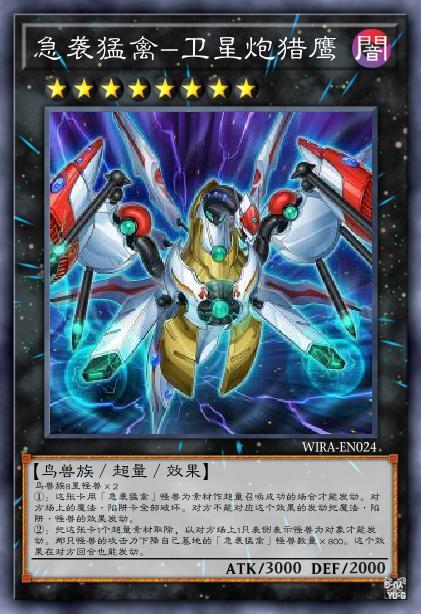 急袭猛禽-卫星炮猎鹰 闇
WIRA-EN024
【鸟兽族/超量/效果】
鸟兽族8星怪兽×2
①：这张卡用「急袭猛禽」怪兽为素材作超量召唤成功的场合才能发动。对
方场上的魔法·陷阱卡全部破坏。对方不能对应这个效果的发动把魔法·陷
阱·怪兽的效果发动。
②：把这张卡1个超量素材取除，以对方场上1只表侧表示怪兽为对象才能发
动。那只怪兽的攻击力下降自己墓地的「急袭猛禽」怪兽数量×800。这个效
果在对方回合也能发动。
ATK/3000 DEF/2000